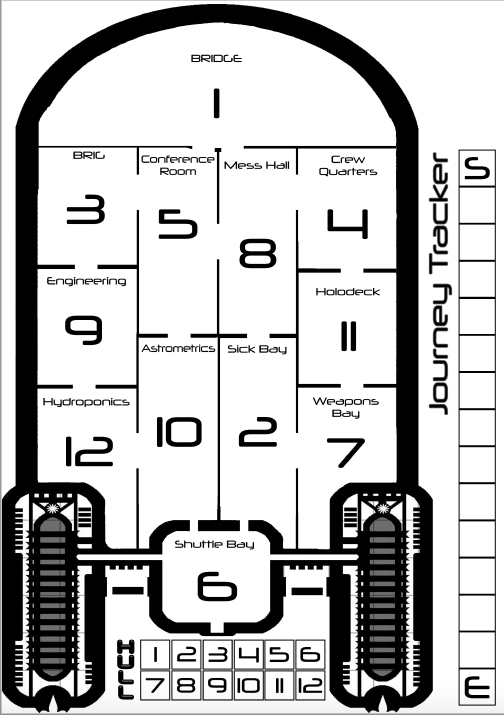 BRIDGE
1
BRIG
3
Conference
Room
5
Mess Hall
8
Crew
Quarters
4
Engineering
9
Holodeck
11
Hydroponics
12
Astrometrics
10
Sick Bay
2
Weapons
Bay
7
Shuttle Bay
6
HULL
1 2 3 4 5 6
7 8 9 10 11 12
Journey Tracker
S
E